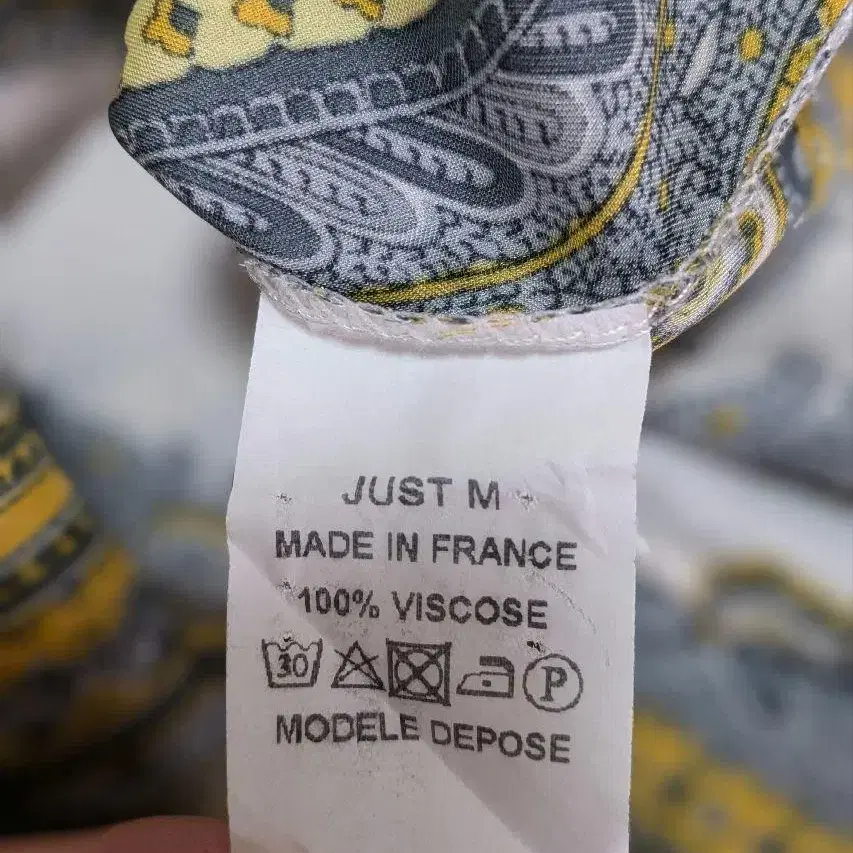 JUST M
MADE IN FRANCE
100% VISCOSE
30 P
MODELE DEPOSE